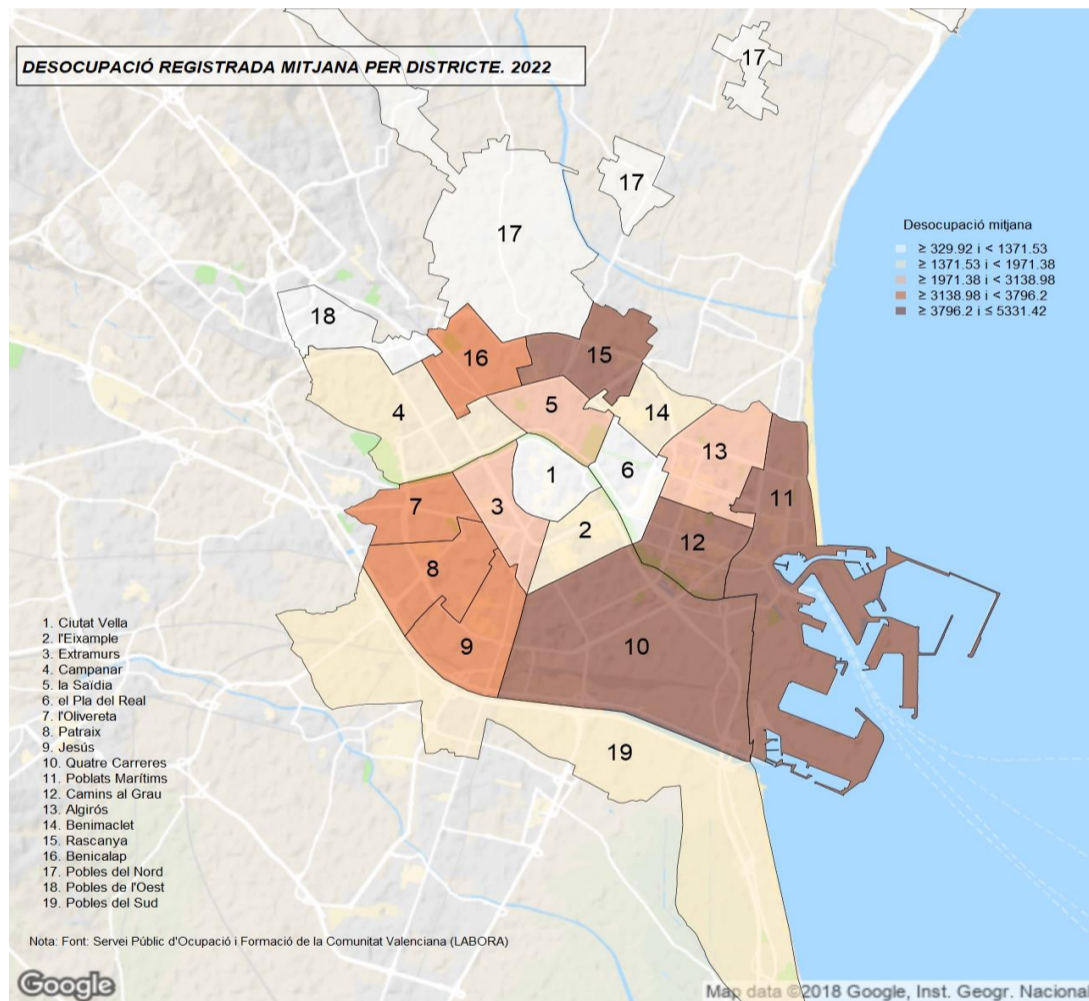 DESOCUPACIÓ REGISTRADA MITJANA PER DISTRICTE. 2022
17
17
17
18
16
15
4
5
14
13
1
6
11
3
2
7
12
8
9
10
19
Desocupació mitjana
≥ 329.92 i < 1371.53
≥ 1371.53 i < 1971.38
≥ 1971.38 i < 3138.98
≥ 3138.98 i < 3796.2
≥ 3796.2 i ≤ 5331.42
1. Ciutat Vella
2. l'Eixample
3. Extramurs
4. Campanar
5. la Saïdia
6. el Pla del Real
7. l'Olivereta
8. Patraix
9. Jesús
10. Quatre Carreres
11. Poblats Marítims
12. Camins al Grau
13. Algirós
14. Benimaclet
15. Rascanya
16. Benicalap
17. Pobles del Nord
18. Pobles de l'Oest
19. Pobles del Sud
Nota: Font: Servei Públic d'Ocupació i Formació de la Comunitat Valenciana (LABORA)
Google
Map data ©2018 Google, Inst. Geogr. Nacional